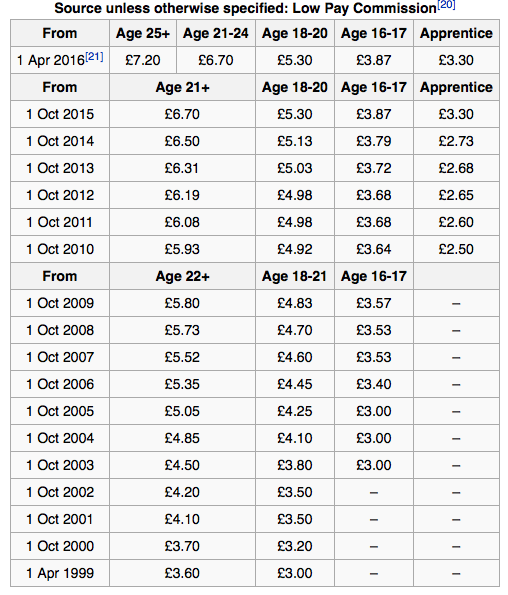 Source unless otherwise specified: Low Pay Commission[20]
From Age 25+ Age 21-24 Age 18-20 Age 16-17 Apprentice
1 Apr 2016[21] £7.20 £6.70 £5.30 £3.87 £3.30
From Age 21+ Age 18-20 Age 16-17 Apprentice
1 Oct 2015 £6.70 £5.30 £3.87 £3.30
1 Oct 2014 £6.50 £5.13 £3.79 £2.73
1 Oct 2013 £6.31 £5.03 £3.72 £2.68
1 Oct 2012 £6.19 £4.98 £3.68 £2.65
1 Oct 2011 £6.08 £4.98 £3.68 £2.60
1 Oct 2010 £5.93 £4.92 £3.64 £2.50
From Age 22+ Age 18-21 Age 16-17
1 Oct 2009 £5.80 £4.83 £3.57 –
1 Oct 2008 £5.73 £4.70 £3.53 –
1 Oct 2007 £5.52 £4.60 £3.53 –
1 Oct 2006 £5.35 £4.45 £3.40 –
1 Oct 2005 £5.05 £4.25 £3.00 –
1 Oct 2004 £4.85 £4.10 £3.00 –
1 Oct 2003 £4.50 £3.80 £3.00 –
1 Oct 2002 £4.20 £3.50 – –
1 Oct 2001 £4.10 £3.50 – –
1 Oct 2000 £3.70 £3.20 – –
1 Apr 1999 £3.60 £3.00 – –